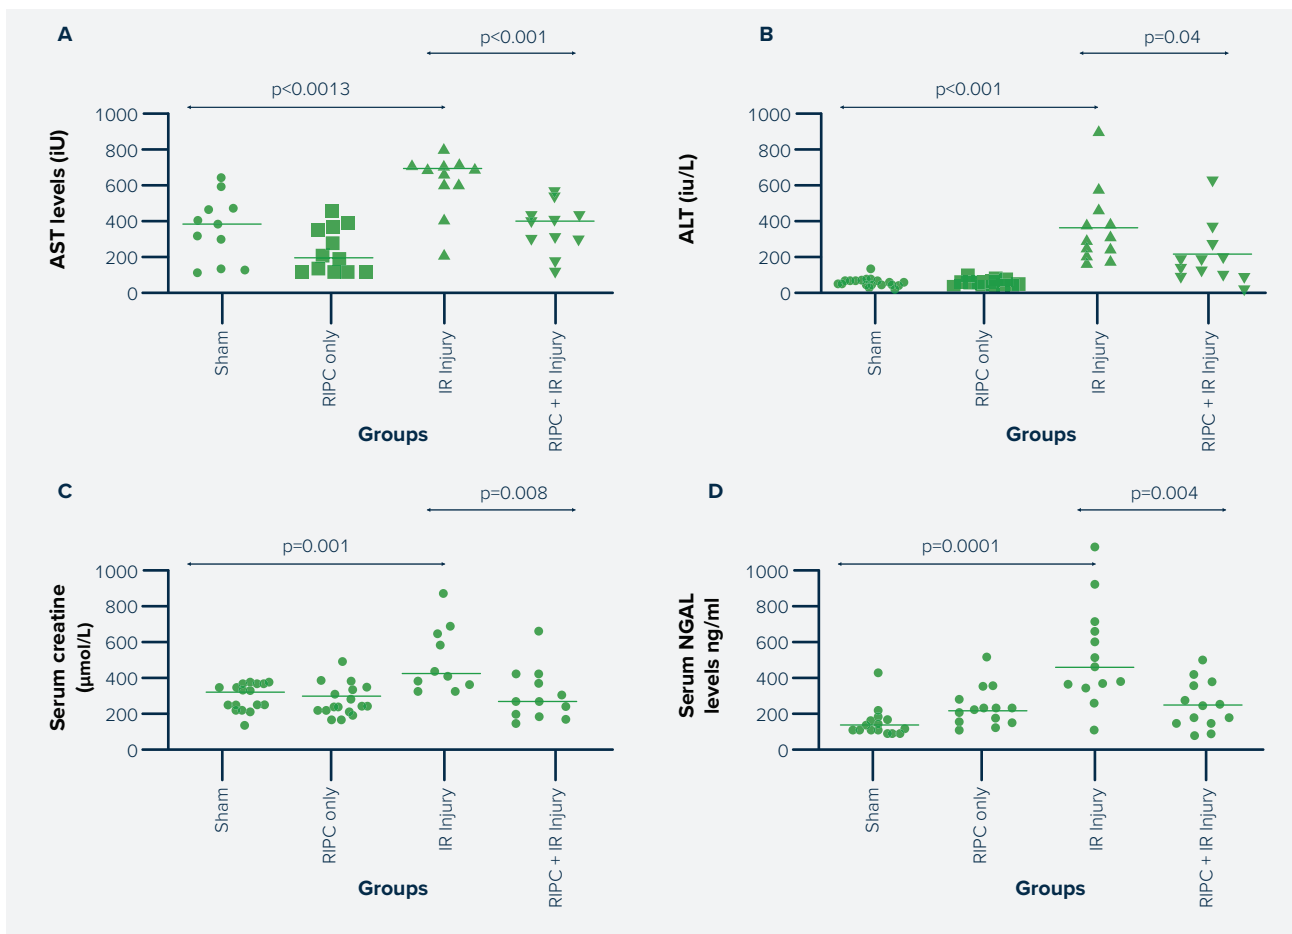 A
p<0.001
p<0.0013
AST levels (iU)
1000
800
600
400
200
0
Sham
RIPC only
IR Injury
RIPC + IR Injury
Groups
B
p=0.04
p<0.001
ALT (iu/L)
1000
800
600
400
200
0
Sham
RIPC only
IR Injury
RIPC + IR Injury
Groups
C
p=0.008
p=0.001
Serum creatine
(μmol/L)
1000
800
600
400
200
0
Sham
RIPC only
IR Injury
RIPC + IR Injury
Groups
D
p=0.004
p=0.0001
Serum NGAL
levels ng/ml
1000
800
600
400
200
0
Sham
RIPC only
IR Injury
RIPC + IR Injury
Groups